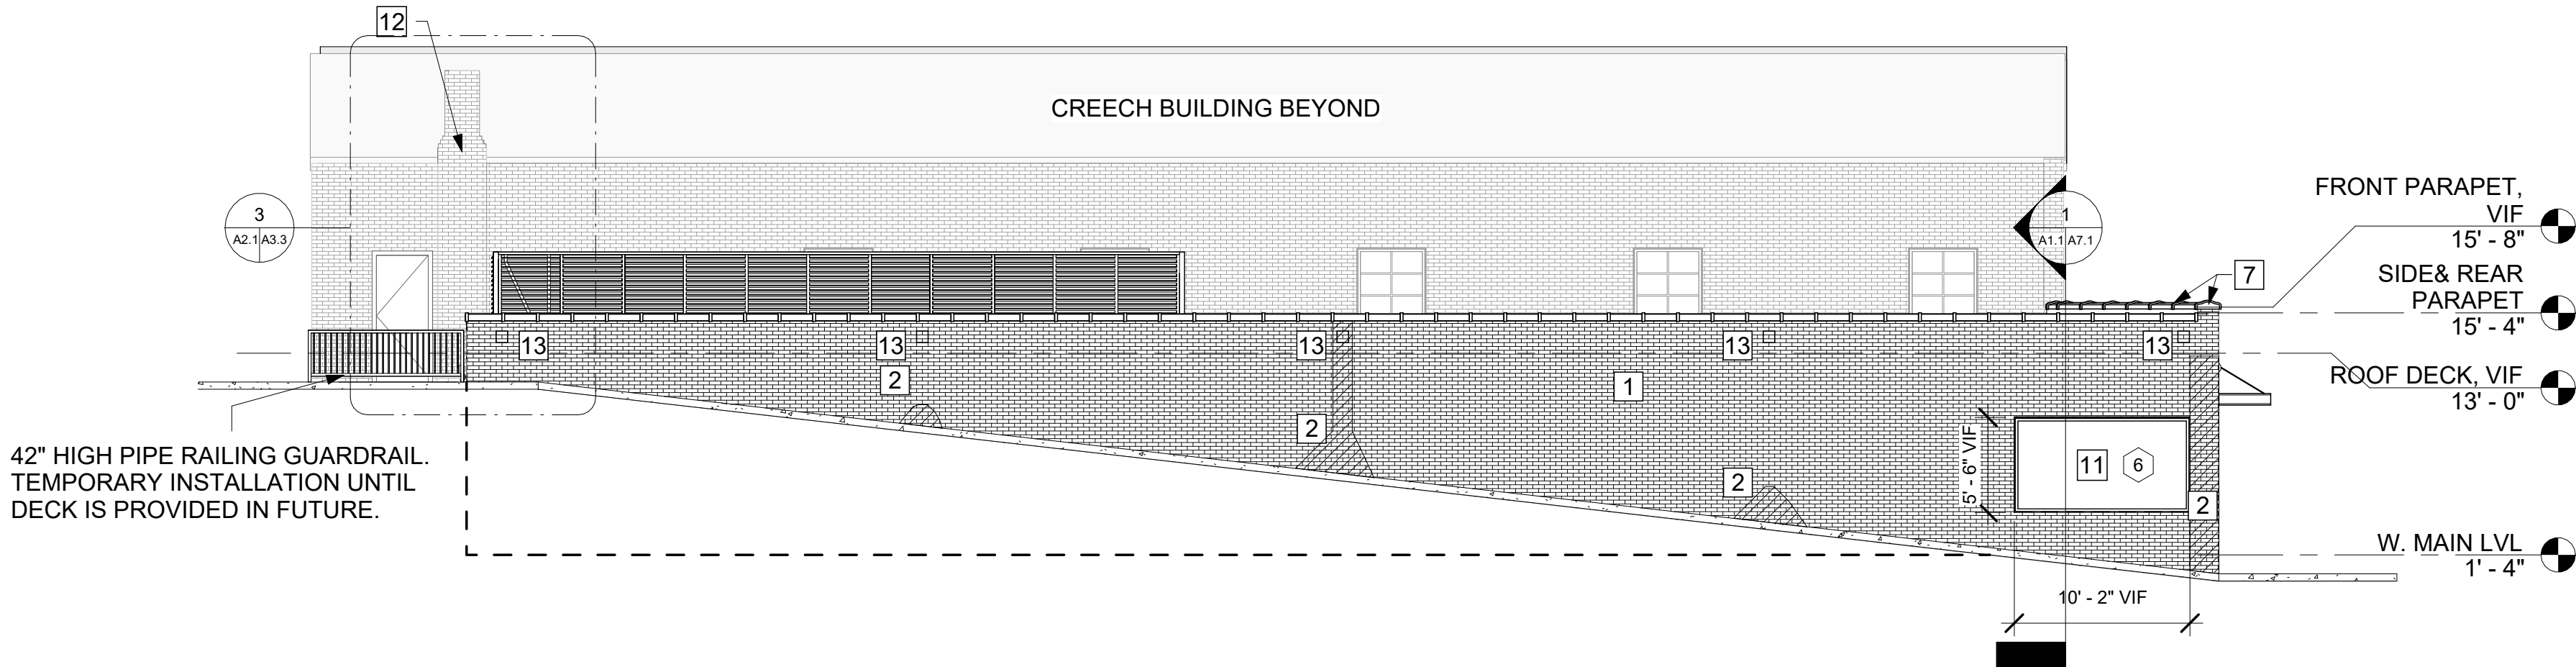 12
CREECH BUILDING BEYOND
3
A2.1 A3.3
1
A1.1 A7.1
FRONT PARAPET,
VIF
15' - 8"
7
SIDE& REAR
PARAPET
15' - 4"
13
13
13
13
13
2
1
ROOF DECK, VIF
13' - 0"
2
42" HIGH PIPE RAILING GUARDRAIL.
TEMPORARY INSTALLATION UNTIL
DECK IS PROVIDED IN FUTURE.
5' - 6" VIF
11
6
2
2
W. MAIN LVL
1' - 4"
10' - 2" VIF